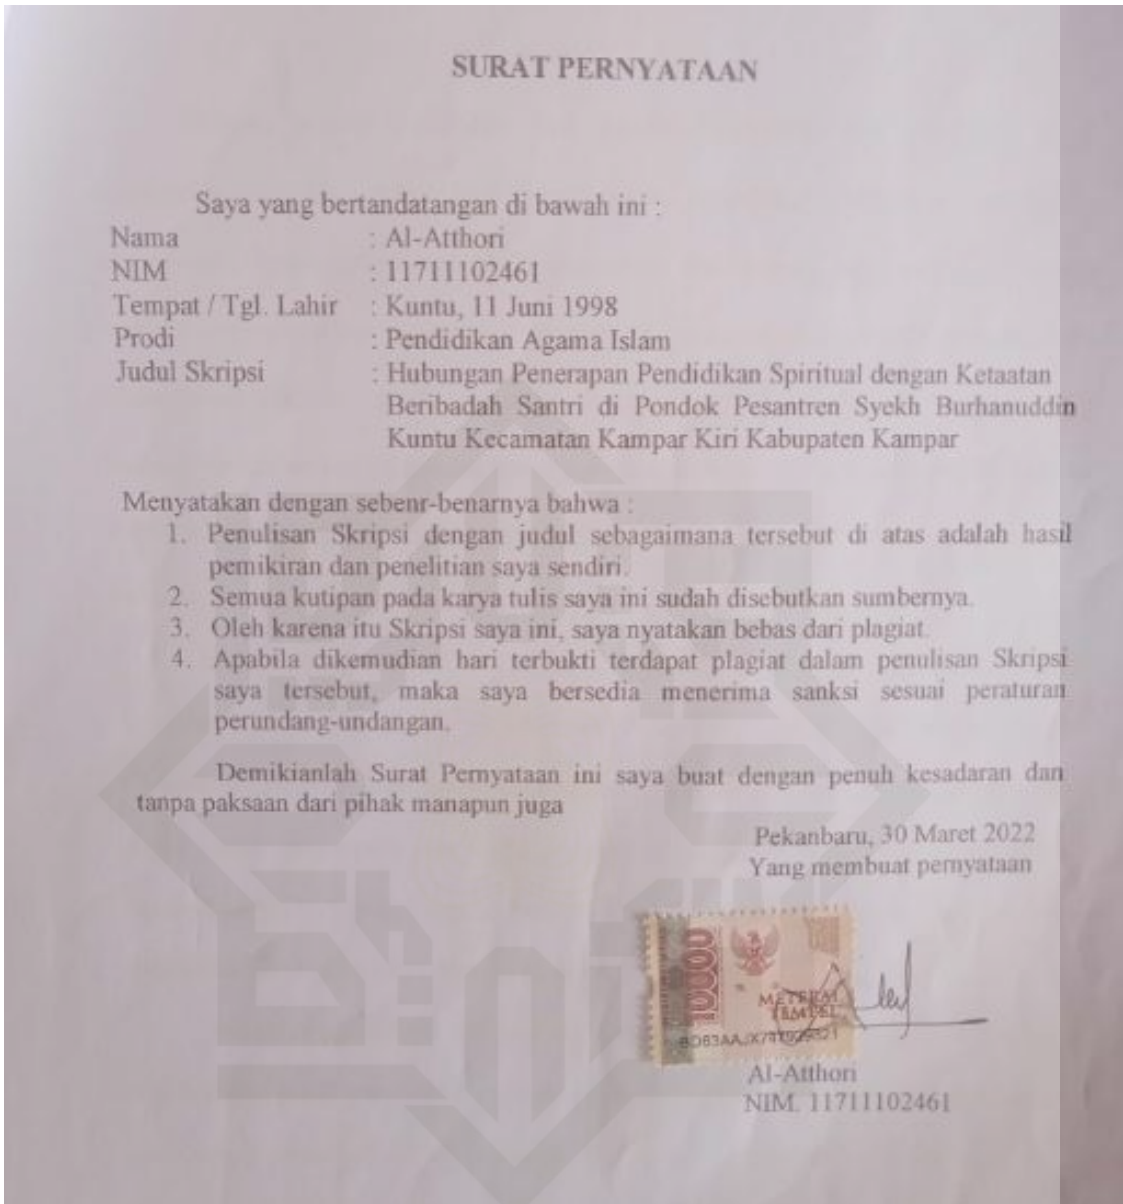 SURAT PERNYATAAN
Saya yang bertandatangan di bawah ini :
Nama : Al-Atthori
NIM : 11711102461
Tempat / Tgl. Lahir : Kuntu, 11 Juni 1998
Prodi : Pendidikan Agama Islam
Judul Skripsi : Hubungan Penerapan Pendidikan Spiritual dengan Ketaatan
Beribadah Santri di Pondok Pesantren Syekh Burhanuddin
Kuntu Kecamatan Kampar Kiri Kabupaten Kampar
Menyatakan dengan sebenr-benarnya bahwa :
1. Penulisan Skripsi dengan judul sebagaimana tersebut di atas adalah hasil
pemikiran dan penelitian saya sendiri.
2. Semua kutipan pada karya tulis saya ini sudah disebutkan sumbernya.
3. Oleh karena itu Skripsi saya ini, saya nyatakan bebas dari plagiat.
4. Apabila dikemudian hari terbukti terdapat plagiat dalam penulisan Skripsi
saya tersebut, maka saya bersedia menerima sanksi sesuai peraturan
perundang-undangan.
Demikianlah Surat Pernyataan ini saya buat dengan penuh kesadaran dan
tanpa paksaan dari pihak manapun juga
Pekanbaru, 30 Maret 2022
Yang membuat pernyataan
10000
METERAI
TEMPEL
Al-Atthori
NIM. 11711102461